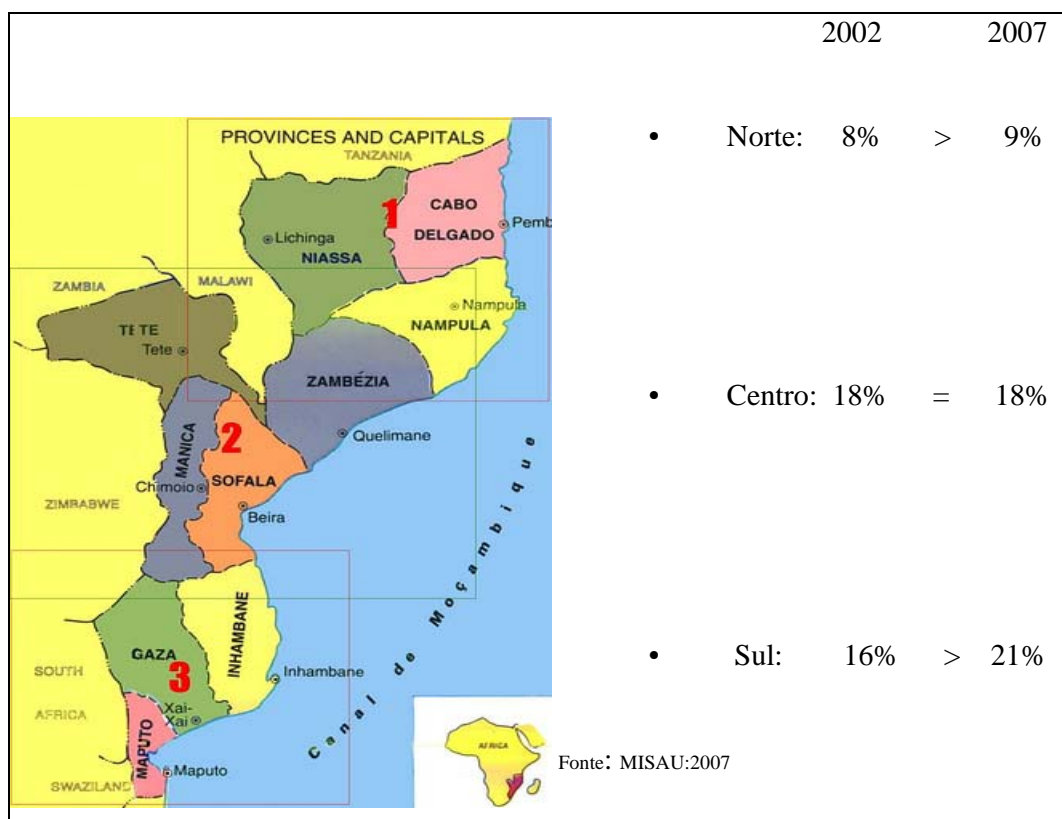 2002 2007
PROVINCES AND CAPITALS
TANZANIA
• Norte: 8% > 9%
1
CABO
DELGADO
Pemb
Lichinga
NIASSA
ZAMBIA
MALAWI
Nampula
NAMPULA
TETE
Tete
ZAMBÉZIA
• Centro: 18% = 18%
2
Quelimane
MANICA
SOFALA
Chimoio
ZIMBABWE
Beira
Canal de Moçambique
INHAMBANE
GAZA
• Sul: 16% > 21%
3
SOUTH
AFRICA
Inhambane
Xai-
Xai
MAPUTO
AFRICA
Fonte: MISAU:2007
Maputo
SWAZILAND